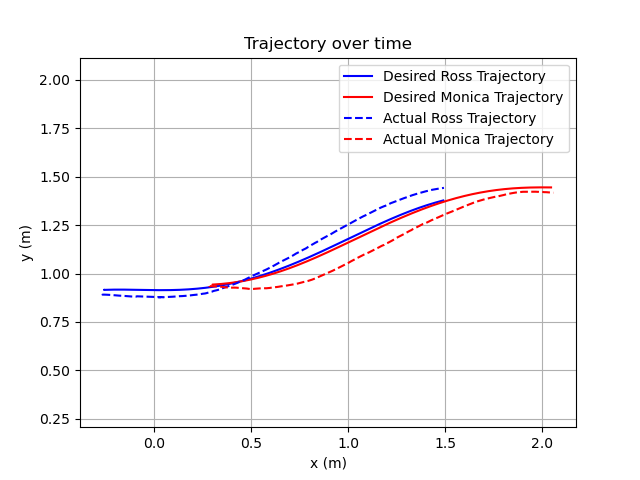 Trajectory over time
Desired Ross Trajectory
Desired Monica Trajectory
Actual Ross Trajectory
Actual Monica Trajectory
2.00
1.75
1.50
1.25
1.00
0.75
0.50
0.25
y (m)
0.0 0.5 1.0 1.5 2.0
x (m)